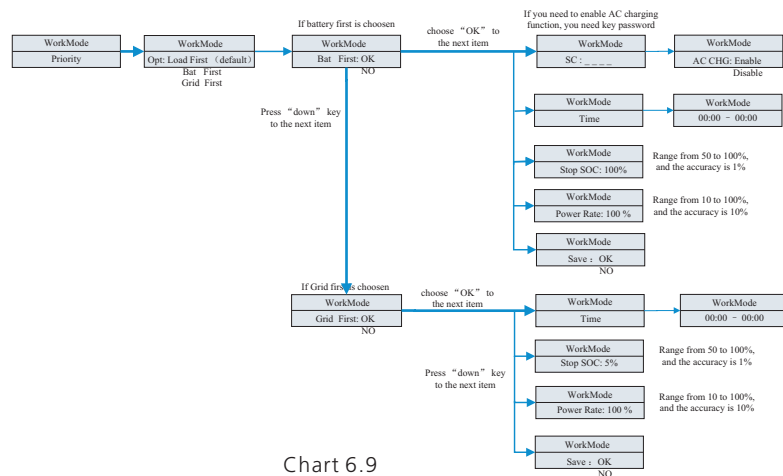 If battery first is choosen
choose “OK” to
the next item
If you need to enable AC charging
function, you need key password
WorkMode
Priority
WorkMode
Opt: Load First （default）
Bat First
Grid First
WorkMode
Bat First: OK
NO
WorkMode
SC : _ _ _ _
WorkMode
AC CHG: Enable
Disable
Press “down” key
to the next item
WorkMode
Time
WorkMode
00:00 - 00:00
WorkMode
Stop SOC: 100%
Range from 50 to 100%,
and the accuracy is 1%
WorkMode
Power Rate: 100 %
Range from 10 to 100%,
and the accuracy is 10%
WorkMode
Save : OK
NO
If Grid first is choosen
choose “OK” to
the next item
WorkMode
Grid First: OK
NO
WorkMode
Time
WorkMode
00:00 - 00:00
Press “down” key
to the next item
WorkMode
Stop SOC: 5%
Range from 50 to 100%,
and the accuracy is 1%
WorkMode
Power Rate: 100 %
Range from 10 to 100%,
and the accuracy is 10%
WorkMode
Save : OK
NO
Chart 6.9